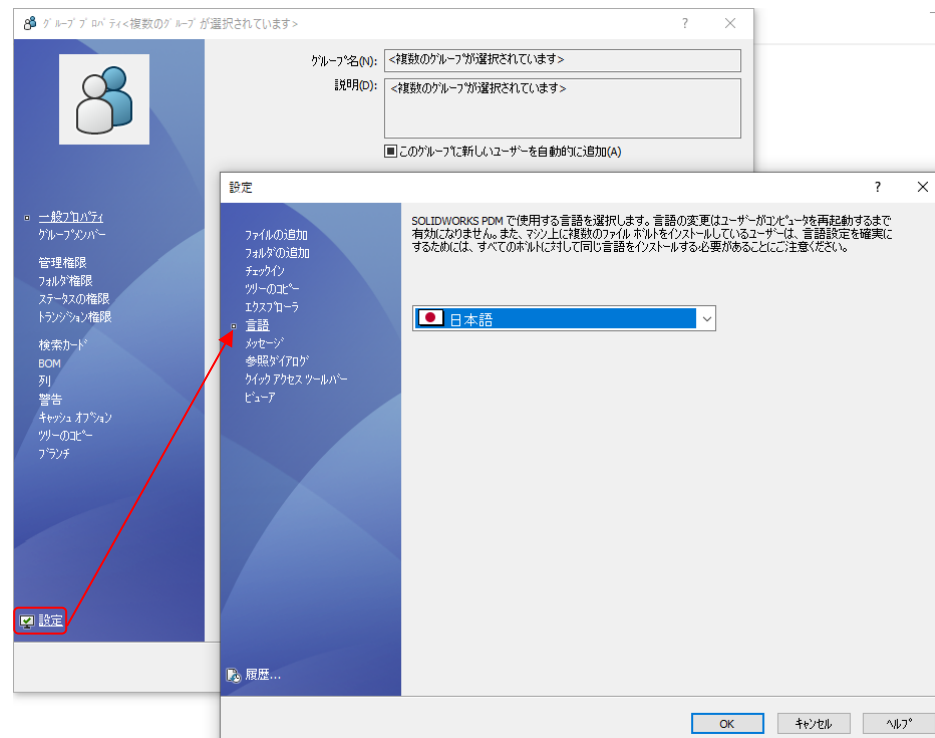 グループ プロパティ<複数のグループ が選択されています>
グループ名(N):
<複数のグループが選択されています>
説明(D):
<複数のグループが選択されています>
このグループに新しいユーザーを自動的に追加(A)
一般プロパティ
グループメンバー
管理権限
フォルダ権限
ステータスの権限
トランジション権限
検索カード
BOM
列
警告
キャッシュ オプション
ツリーのコピー
ブランチ
設定
設定
ファイルの追加
フォルダの追加
チェックイン
ツリーのコピー
エクスプローラ
言語
メッセージ
参照ダイアログ
クイック アクセス ツールバー
ビューア
履歴...
SOLIDWORKS PDM で使用する言語を選択します。言語の変更はユーザーがコンピュータを再起動するまで
有効になりません。また、マシン上に複数のファイル ボルトをインストールしているユーザーは、言語設定を確実に
するためには、すべてのボルトに対して同じ言語をインストールする必要があることにご注意ください。
日本語
OK
キャンセル
ヘルプ